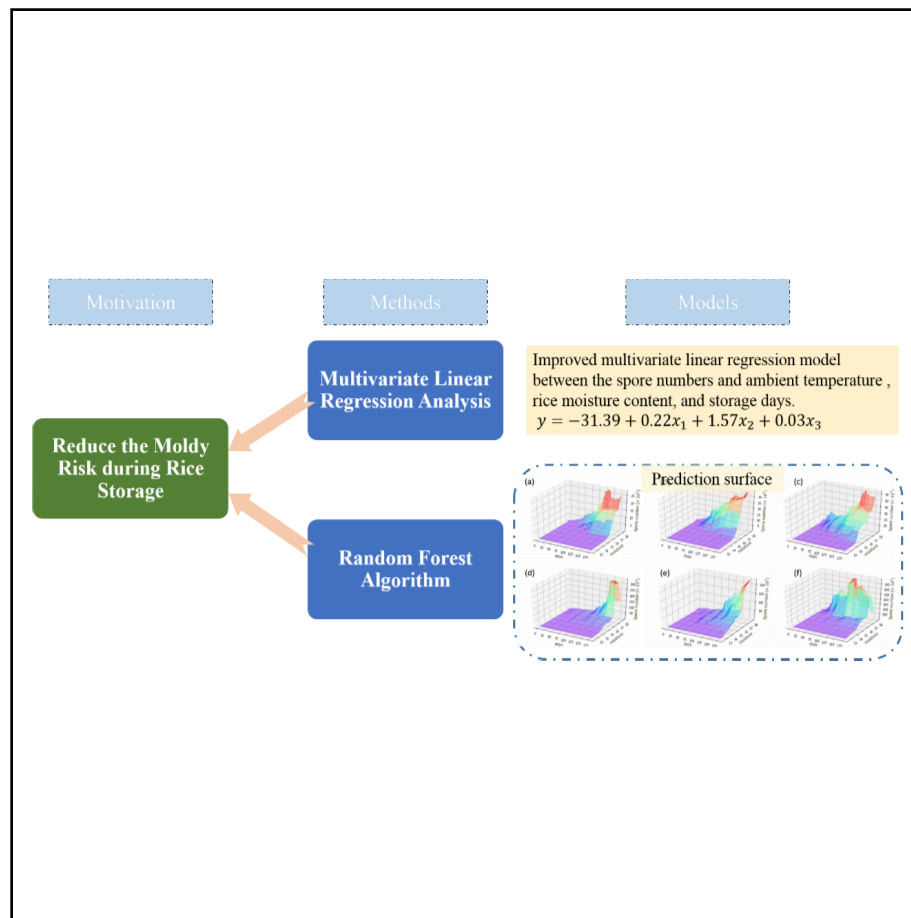 Motivation
Methods
Models
Reduce the Moldy
Risk during Rice
Storage
Multivariate Linear
Regression Analysis
Random Forest
Algorithm
Improved multivariate linear regression model
between the spore numbers and ambient temperature ,
rice moisture content, and storage days.
y = −31.39 + 0.22x₁ + 1.57x₂ + 0.03x₃
Prediction surface
(a)
(c)
(d)
(e)
(f)